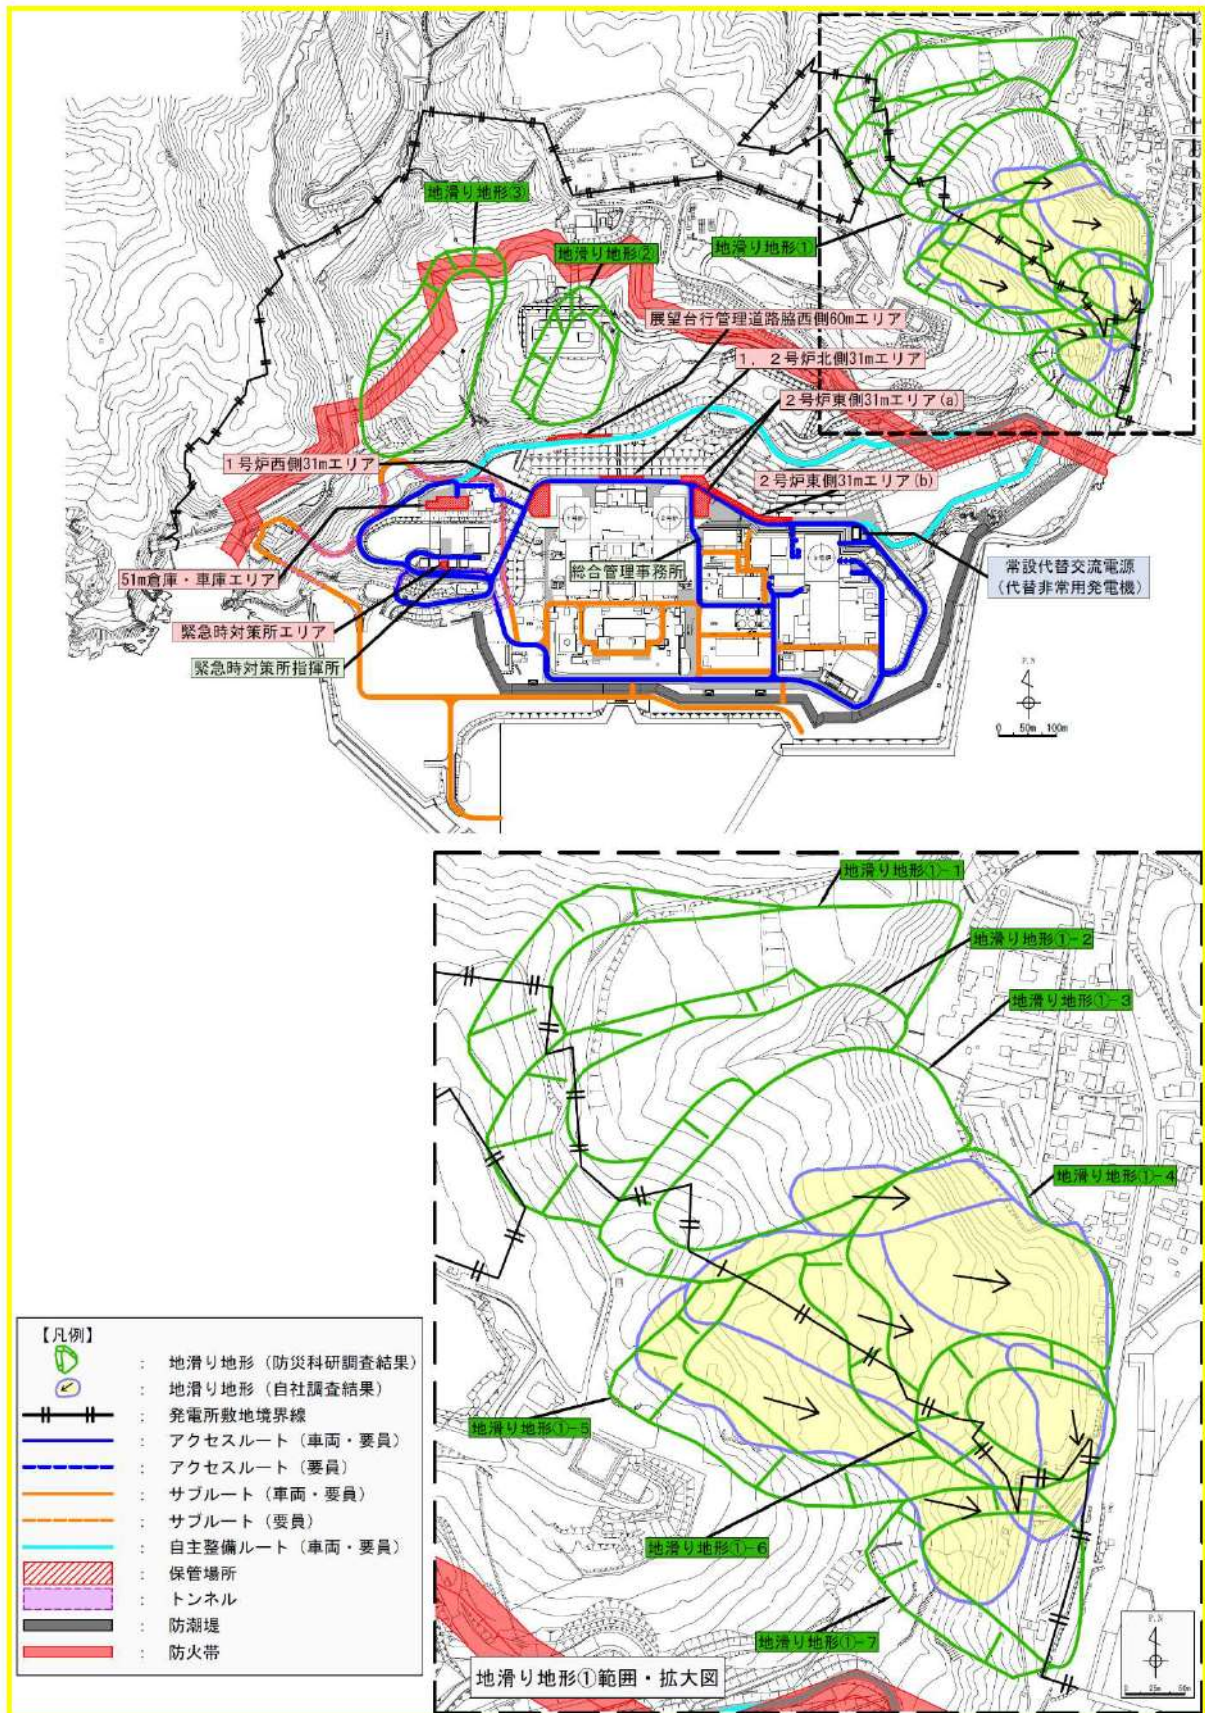 地滑り地形③
地滑り地形②
地滑り地形①
展望台行管理道路脇西側60mエリア
1，2号炉北側31mエリア
2号炉東側31mエリア(a)
1号炉西側31mエリア
2号炉東側31mエリア(b)
総合管理事務所
51m倉庫・車庫エリア
常設代替交流電源
(代替非常用発電機)
緊急時対策所エリア
緊急時対策所指揮所
P.N
0 50m 100m
地滑り地形①-1
地滑り地形①-2
地滑り地形①-3
地滑り地形①-4
地滑り地形①-5
地滑り地形①-6
地滑り地形①-7
【凡例】
： 地滑り地形（防災科研調査結果）
： 地滑り地形（自社調査結果）
： 発電所敷地境界線
： アクセスルート（車両・要員）
： アクセスルート（要員）
： サブルート（車両・要員）
： サブルート（要員）
： 自主整備ルート（車両・要員）
： 保管場所
： トンネル
： 防潮堤
： 防火帯
地滑り地形①範囲・拡大図
P.N
0 25m 50m